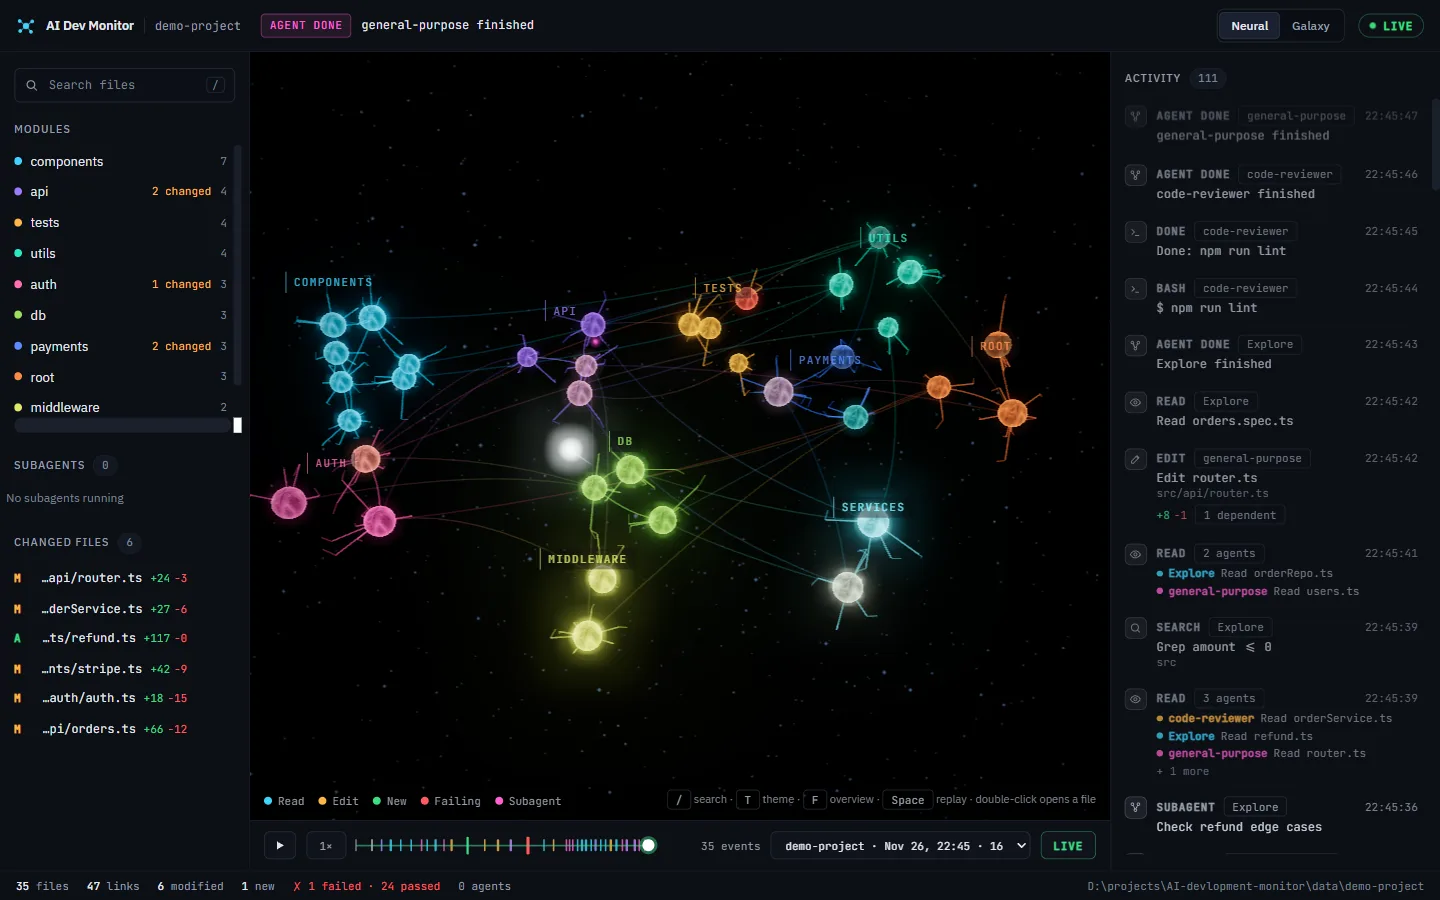 AI Dev Monitor demo-project AGENT DONE general-purpose finished Neural Galaxy LIVE
Search files /
MODULES
components 7
api 2 changed 4
tests 4
utils 4
auth 1 changed 3
db 3
payments 2 changed 3
root 3
middleware 2
SUBAGENTS 0
No subagents running
CHANGED FILES 6
M …api/router.ts +24 -3
M …derService.ts +27 -6
A …ts/refund.ts +117 -0
M …nts/stripe.ts +42 -9
M …auth/auth.ts +18 -15
M …pi/orders.ts +66 -12
UTILS
COMPONENTS
TESTS
API
ROOT
PAYMENTS
DB
AUTH
SERVICES
MIDDLEWARE
Read Edit New Failing Subagent
/ search · T theme · F overview · Space replay · double-click opens a file
1× 35 events demo-project · Nov 26, 22:45 · 16 LIVE
ACTIVITY 111
AGENT DONE general-purpose 22:45:47
general-purpose finished
AGENT DONE code-reviewer 22:45:46
code-reviewer finished
DONE code-reviewer 22:45:45
Done: npm run lint
BASH code-reviewer 22:45:44
$ npm run lint
AGENT DONE Explore 22:45:43
Explore finished
READ Explore 22:45:42
Read orders.spec.ts
EDIT general-purpose 22:45:42
Edit router.ts
src/api/router.ts
+8 -1 1 dependent
READ 2 agents 22:45:41
Explore Read orderRepo.ts
general-purpose Read users.ts
SEARCH Explore 22:45:39
Grep amount <= 0
src
READ 3 agents 22:45:39
code-reviewer Read orderService.ts
Explore Read refund.ts
general-purpose Read router.ts
+ 1 more
SUBAGENT Explore 22:45:36
Check refund edge cases
35 files 47 links 6 modified 1 new ✗ 1 failed · 24 passed 0 agents D:\projects\AI-devlopment-monitor\data\demo-project